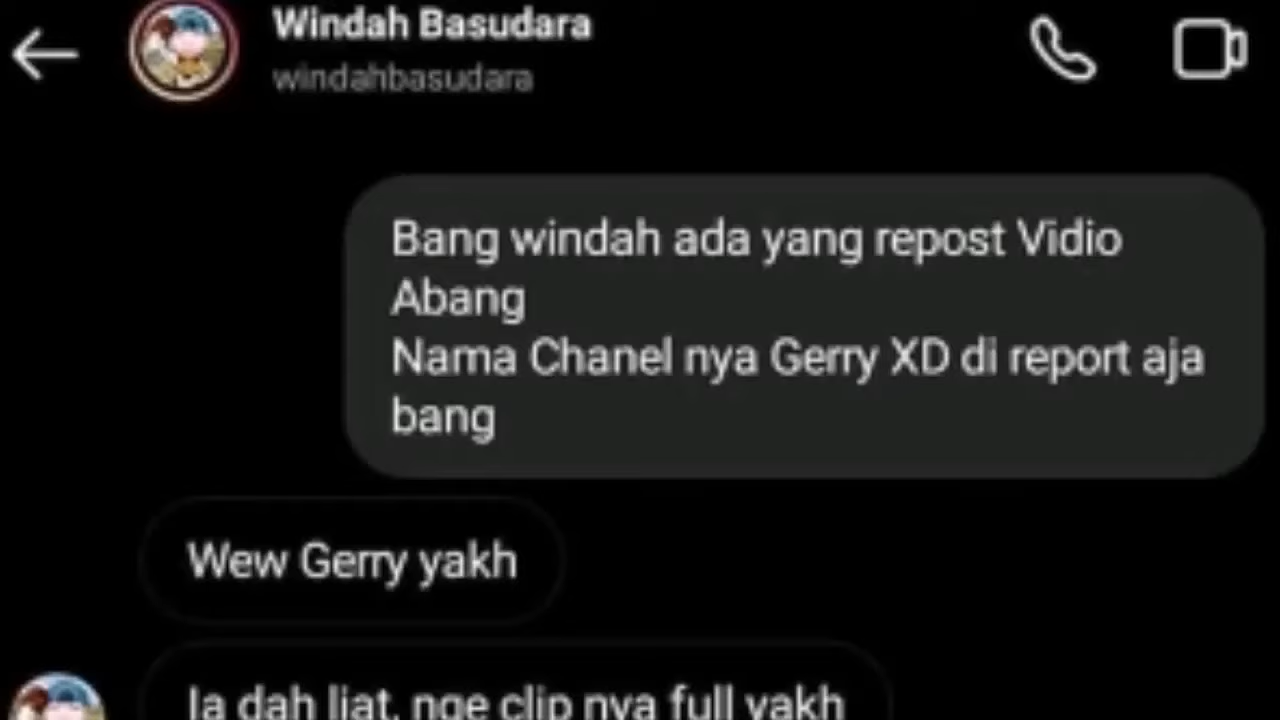 Windah Basudara
windahbasudara
Bang windah ada yang repost Vidio
Abang
Nama Chanel nya Gerry XD di report aja
bang
Wew Gerry yakh
Ia dah liat, nge clip nya full yakh